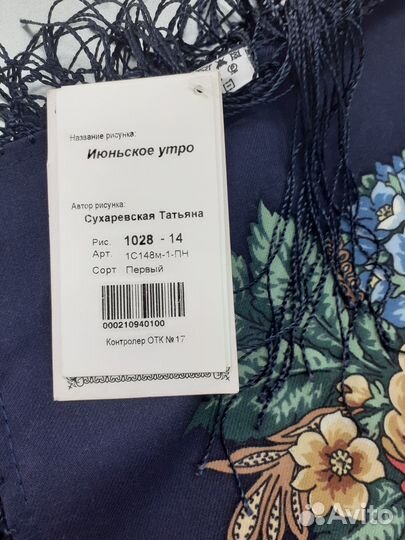 Название рисунка:
Июньское утро
Автор рисунка:
Сухаревская Татьяна
Рис. 1028 - 14
Арт. 1С148м-1-ПН
Сорт Первый
000210940100
Контролер ОТК № 17
Avito